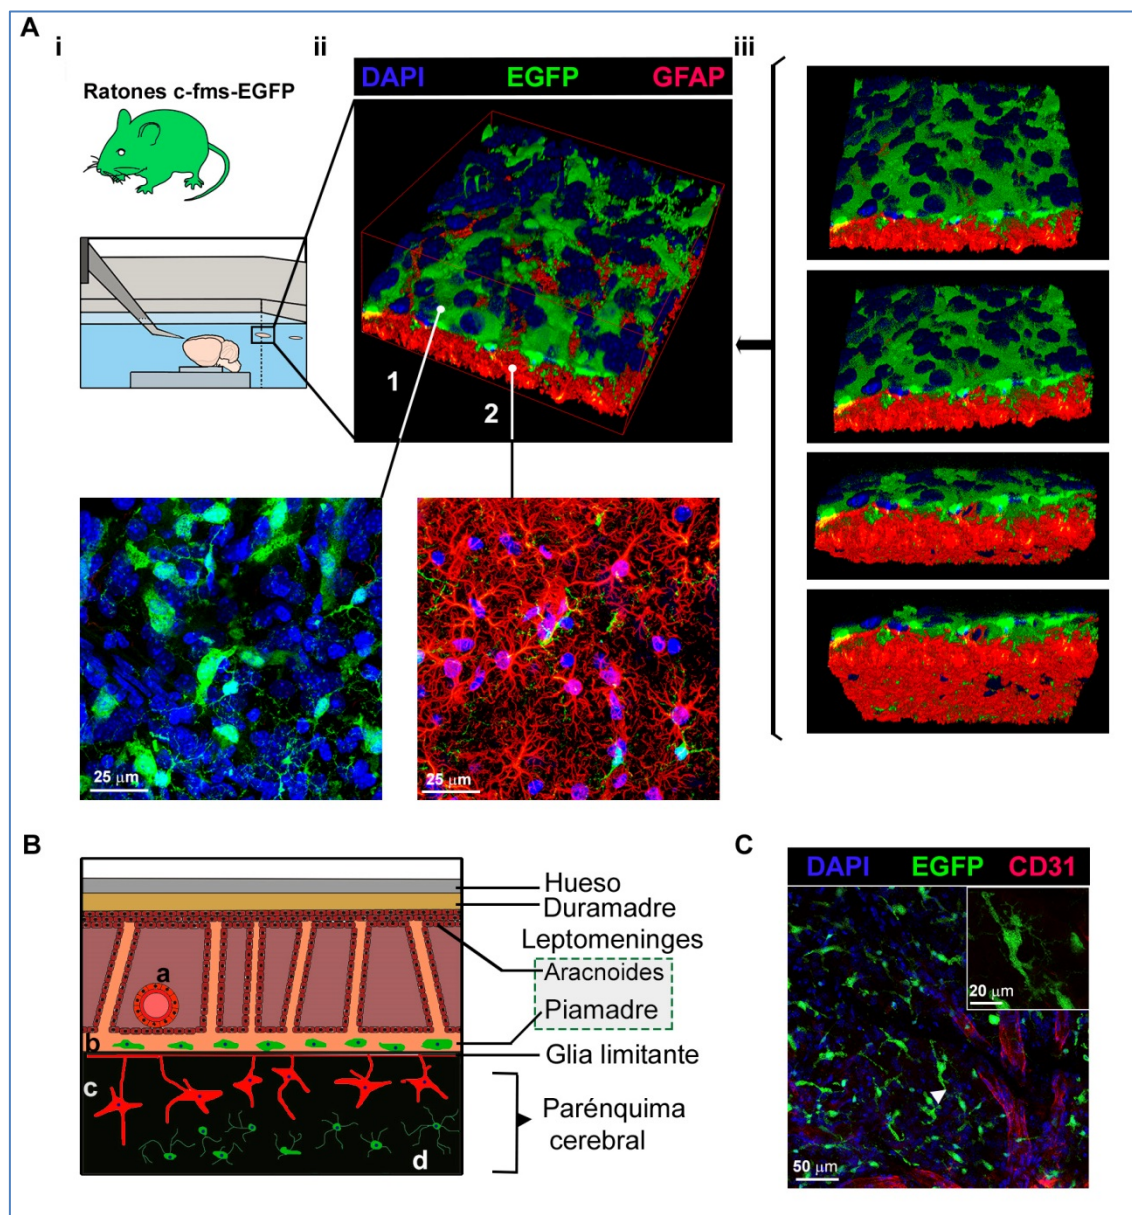 A
i
ii
iii
Ratones c-fms-EGFP
DAPI EGFP GFAP
1
2
25 μm
25 μm
B
Hueso
Duramadre
Leptomeninges
Aracnoides
Piamadre
Glia limitante
Parénquima
cerebral
a
b
c
d
C
DAPI EGFP CD31
20 μm
50 μm